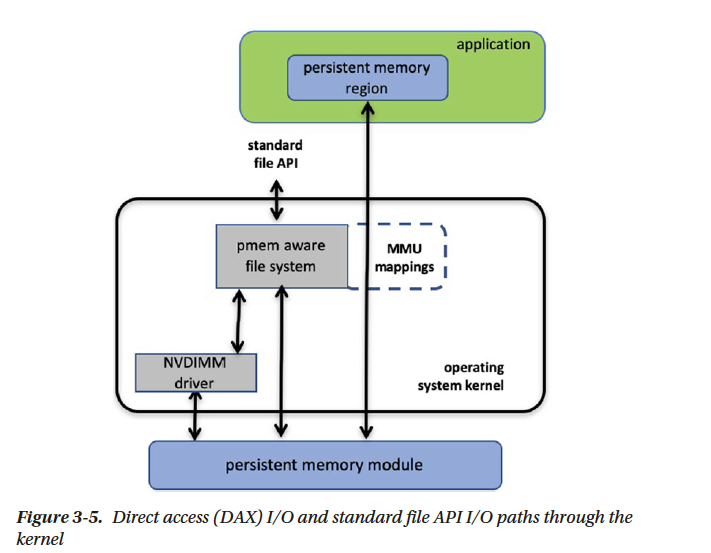 application
persistent memory
region
standard
file API
pmem aware
file system
MMU
mappings
NVDIMM
driver
operating
system kernel
persistent memory module
Figure 3-5. Direct access (DAX) I/O and standard file API I/O paths through the
kernel